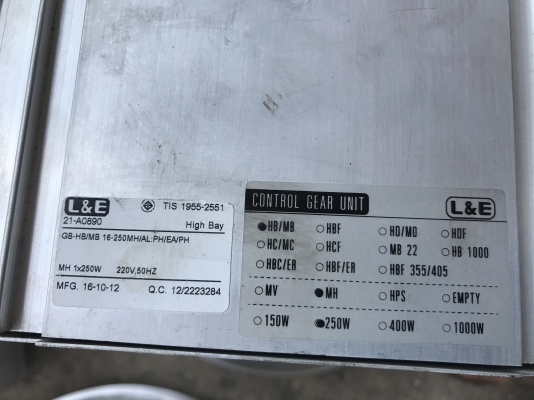 L&E
TIS 1955-2551
21-A0890
High Bay
GB-HB/MB 16-250MH/AL:PH/EA/PH
MH 1x250W 220V,50HZ
MFG. 16-10-12 Q.C. 12/2223284
CONTROL GEAR UNIT
L&E
HB/MB HBF HD/MD HDF
HC/MC HCF MB 22 HB 1000
HBC/ER HBF/ER HBF 355/405
MV MH HPS EMPTY
150W 250W 400W 1000W